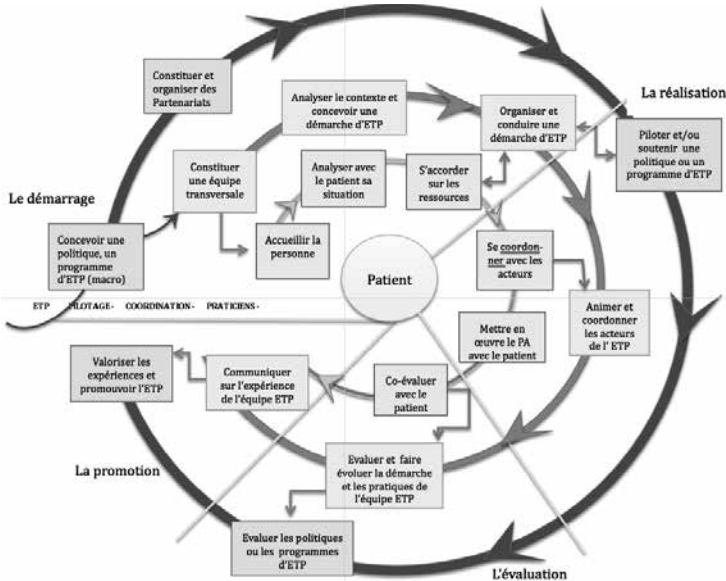 Constituer et
organiser des
Partenariats
Analyser le contexte et
concevoir une
démarche d'ETP
Organiser et
conduire une
démarche d'ETP
La réalisation
Piloter et/ou
soutenir une
politique ou un
programme d'ETP
Constituer
une équipe
transversale
Analyser avec
le patient sa
situation
S'accorder
sur les
ressources
Le démarrage
Concevoir une
politique, un
programme
d'ETP (macro)
Accueillir la
personne
Se coordon-
ner avec les
acteurs
Patient
ETP PILOTAGE- COORDINATION- PRATICIENS-
Animer et
coordonner
les acteurs
de l' ETP
Mettre en
œuvre le PA
avec le patient
Valoriser les
expériences et
promouvoir l'ETP
Communiquer
sur l'expérience
de l'équipe ETP
Co-évaluer
avec le
patient
La promotion
Evaluer et faire
évoluer la démarche
et les pratiques de
l'équipe ETP
Evaluer les politiques
ou les programmes
d'ETP
L'évaluation